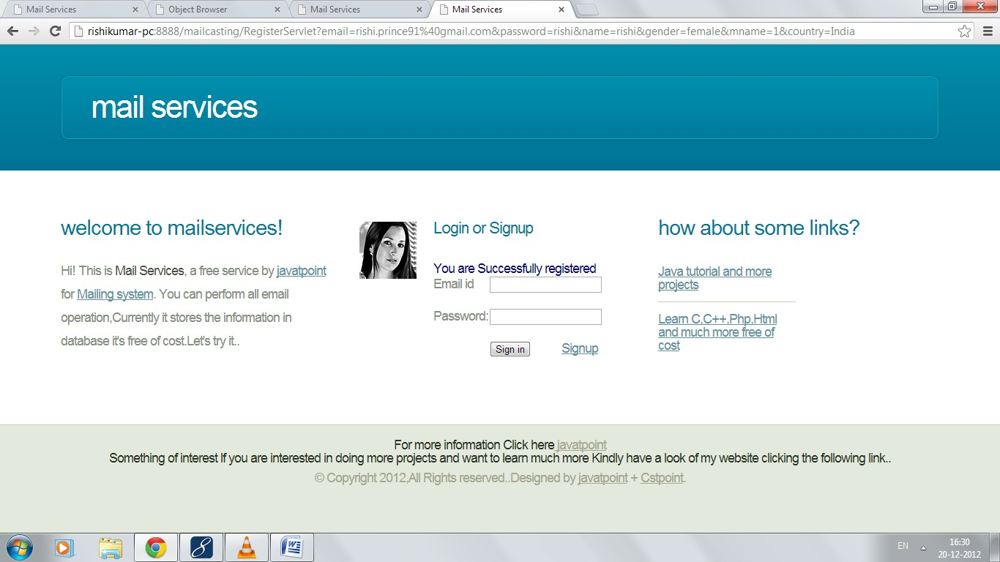 Mail Services
Object Browser
Mail Services
Mail Services
rishikumar-pc:8888/mailcasting/RegisterServlet?email=rishi.prince91%40gmail.com&password=rishi&name=rishi&gender=female&mname=1&country=India
mail services
welcome to mailservices!
Hi! This is Mail Services, a free service by javatpoint
for Mailing system. You can perform all email
operation,Currently it stores the information in
database it's free of cost.Let's try it..
Login or Signup
You are Successfully registered
Email id
Password:
Sign in
Signup
how about some links?
Java tutorial and more
projects
Learn C,C++,Php,Html
and much more free of
cost
For more information Click here javatpoint
Something of interest If you are interested in doing more projects and want to learn much more Kindly have a look of my website clicking the following link..
© Copyright 2012,All Rights reserved..Designed by javatpoint + Cstpoint.
EN
16:30
20-12-2012